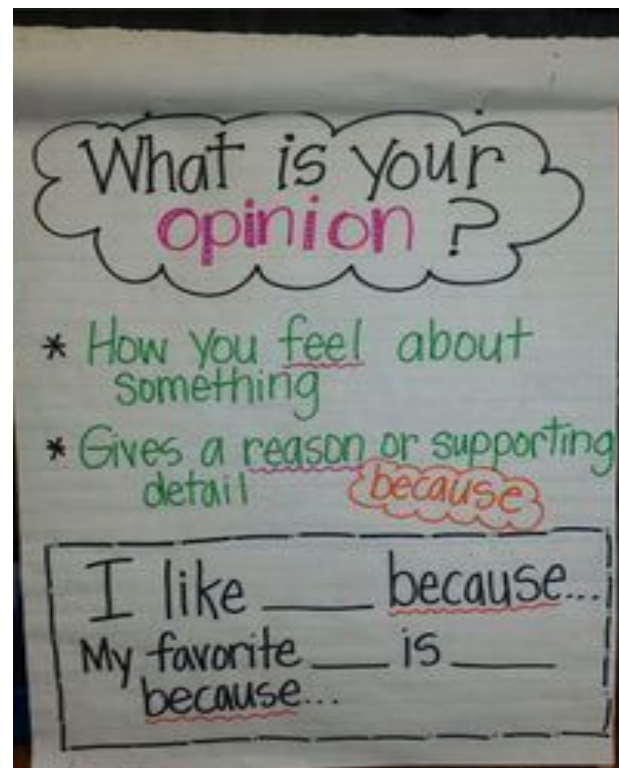 What is your
opinion ?
* How you feel about
something
* Gives a reason or supporting
detail because
I like ____ because...
My favorite ____ is ____
because...